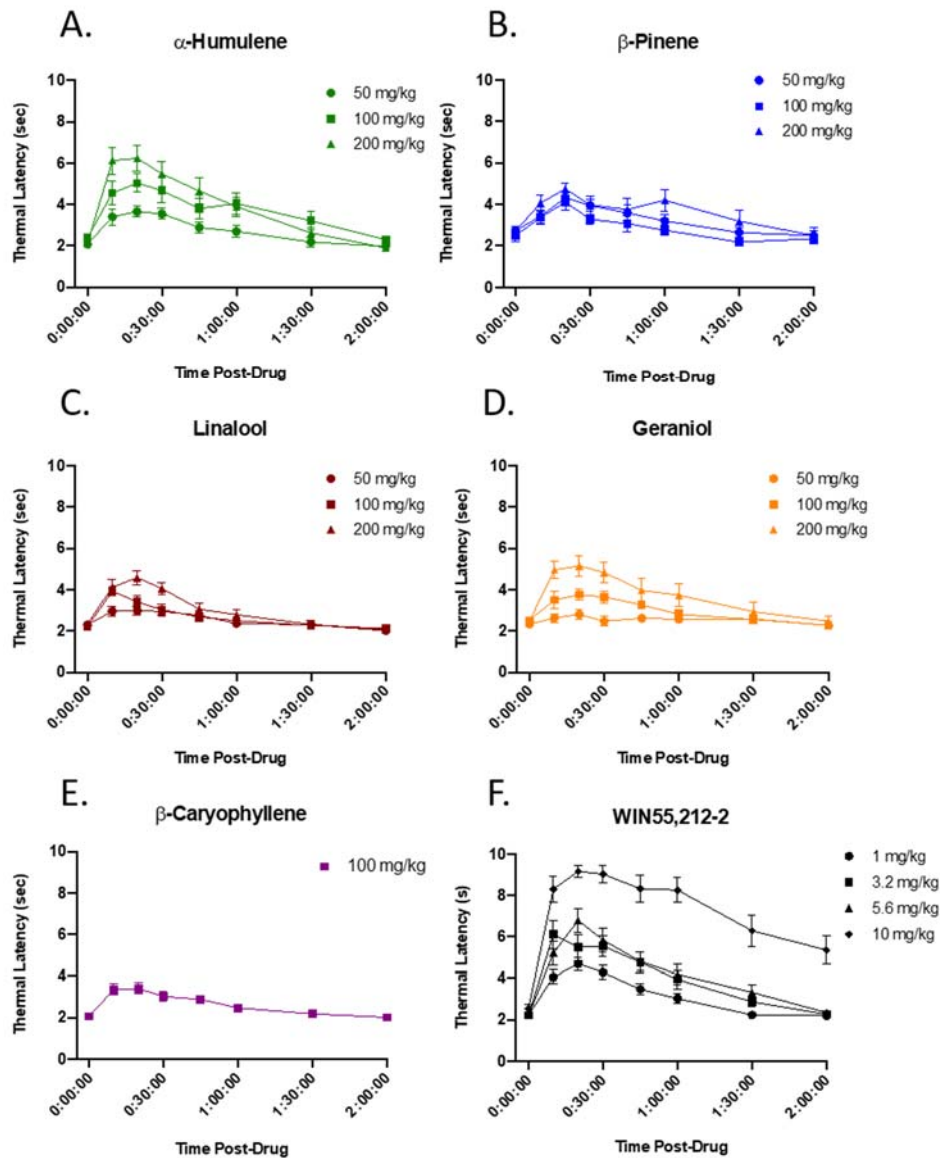 A.
α-Humulene
Thermal Latency (sec)
10
8
6
4
2
0
50 mg/kg
100 mg/kg
200 mg/kg
0:00:00
0:30:00
1:00:00
1:30:00
2:00:00
Time Post-Drug
B.
β-Pinene
Thermal Latency (sec)
10
8
6
4
2
0
50 mg/kg
100 mg/kg
200 mg/kg
0:00:00
0:30:00
1:00:00
1:30:00
2:00:00
Time Post-Drug
C.
Linalool
Thermal Latency (sec)
10
8
6
4
2
0
50 mg/kg
100 mg/kg
200 mg/kg
0:00:00
0:30:00
1:00:00
1:30:00
2:00:00
Time Post-Drug
D.
Geraniol
Thermal Latency (sec)
10
8
6
4
2
0
50 mg/kg
100 mg/kg
200 mg/kg
0:00:00
0:30:00
1:00:00
1:30:00
2:00:00
Time Post-Drug
E.
β-Caryophyllene
Thermal Latency (sec)
10
8
6
4
2
0
100 mg/kg
0:00:00
0:30:00
1:00:00
1:30:00
2:00:00
Time Post-Drug
F.
WIN55,212-2
Thermal Latency (s)
10
8
6
4
2
0
1 mg/kg
3.2 mg/kg
5.6 mg/kg
10 mg/kg
0:00:00
0:30:00
1:00:00
1:30:00
2:00:00
Time Post-Drug